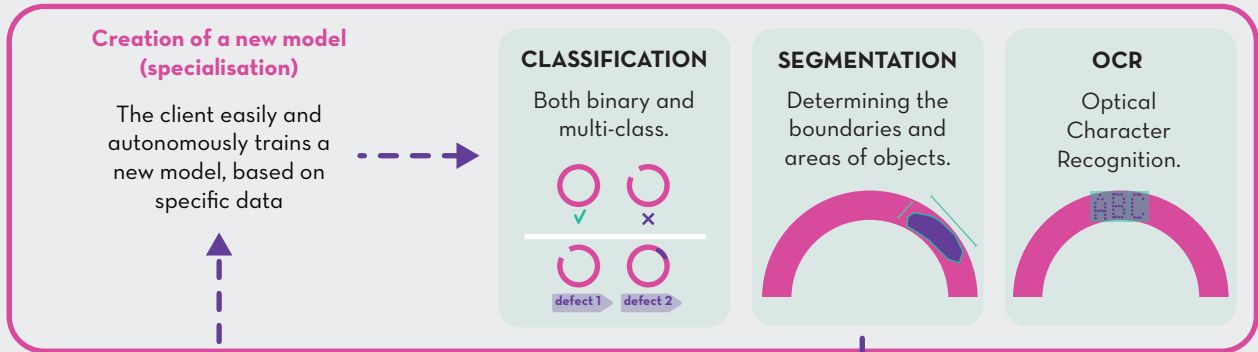 Creation of a new model
(specialisation)
The client easily and
autonomously trains a
new model, based on
specific data
CLASSIFICATION
Both binary and
multi-class.
defect 1
defect 2
SEGMENTATION
Determining the
boundaries and
areas of objects.
OCR
Optical
Character
Recognition.
ABC